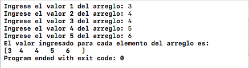 Ingrese el valor 1 del arreglo: 3
Ingrese el valor 2 del arreglo: 4
Ingrese el valor 3 del arreglo: 4
Ingrese el valor 4 del arreglo: 5
Ingrese el valor 5 del arreglo: 6
El valor ingresado para cada elemento del arreglo es:
[3  4  4  5  6  ]
Program ended with exit code: 0